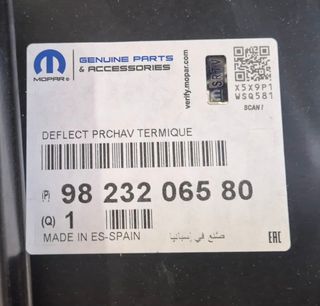 MOPAR®
GENUINE PARTS
& ACCESSORIES
verify.mopar.com
X5X9P1
WSQ581
SCAN !
DEFLECT PRCHAV TERMIQUE
(P) 98 232 065 80
(Q) 1
MADE IN ES-SPAIN
صنع في إسبانيا
EAC